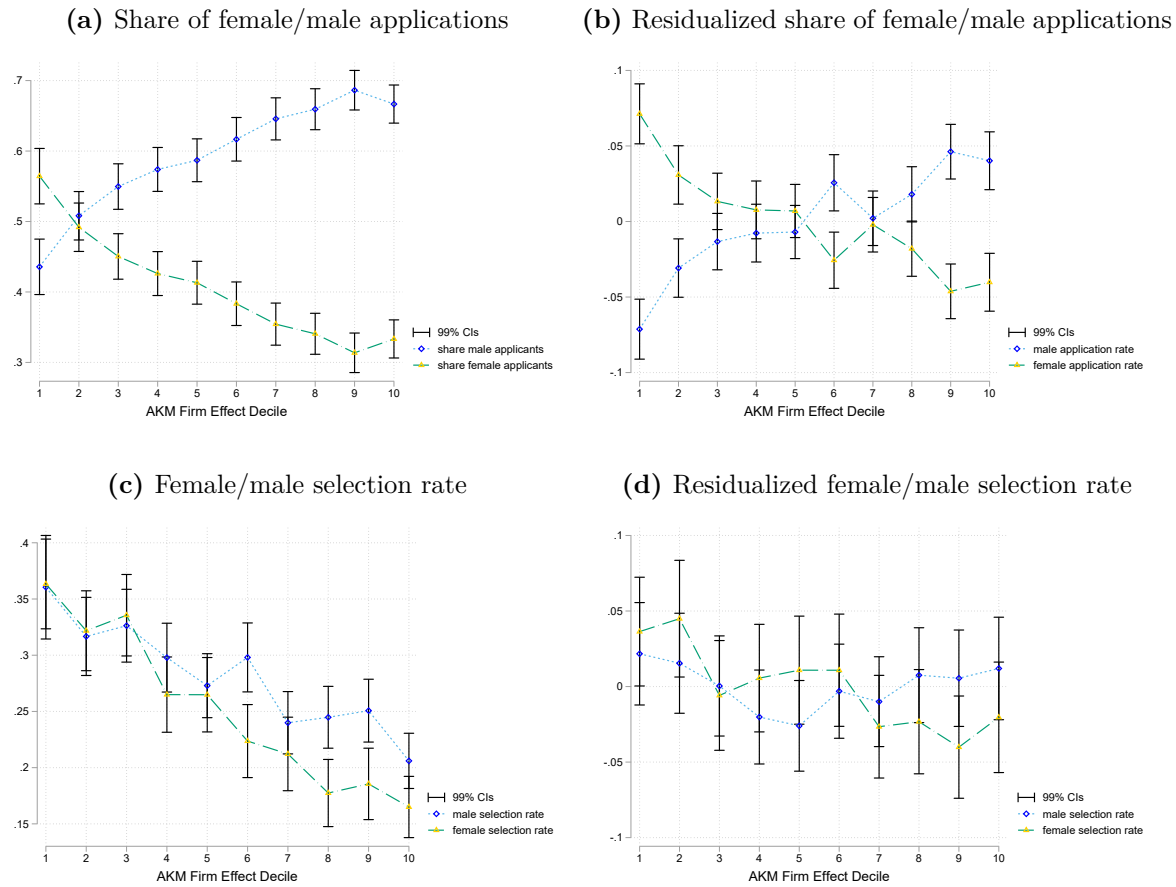 (a) Share of female/male applications
.7
.6
.5
.4
.3
1 2 3 4 5 6 7 8 9 10
AKM Firm Effect Decile
99% CIs
share male applicants
share female applicants
(b) Residualized share of female/male applications
.1
.05
0
-.05
-.1
1 2 3 4 5 6 7 8 9 10
AKM Firm Effect Decile
99% CIs
male application rate
female application rate
(c) Female/male selection rate
.4
.35
.3
.25
.2
.15
1 2 3 4 5 6 7 8 9 10
AKM Firm Effect Decile
99% CIs
male selection rate
female selection rate
(d) Residualized female/male selection rate
.1
.05
0
-.05
-.1
1 2 3 4 5 6 7 8 9 10
AKM Firm Effect Decile
99% CIs
male selection rate
female selection rate